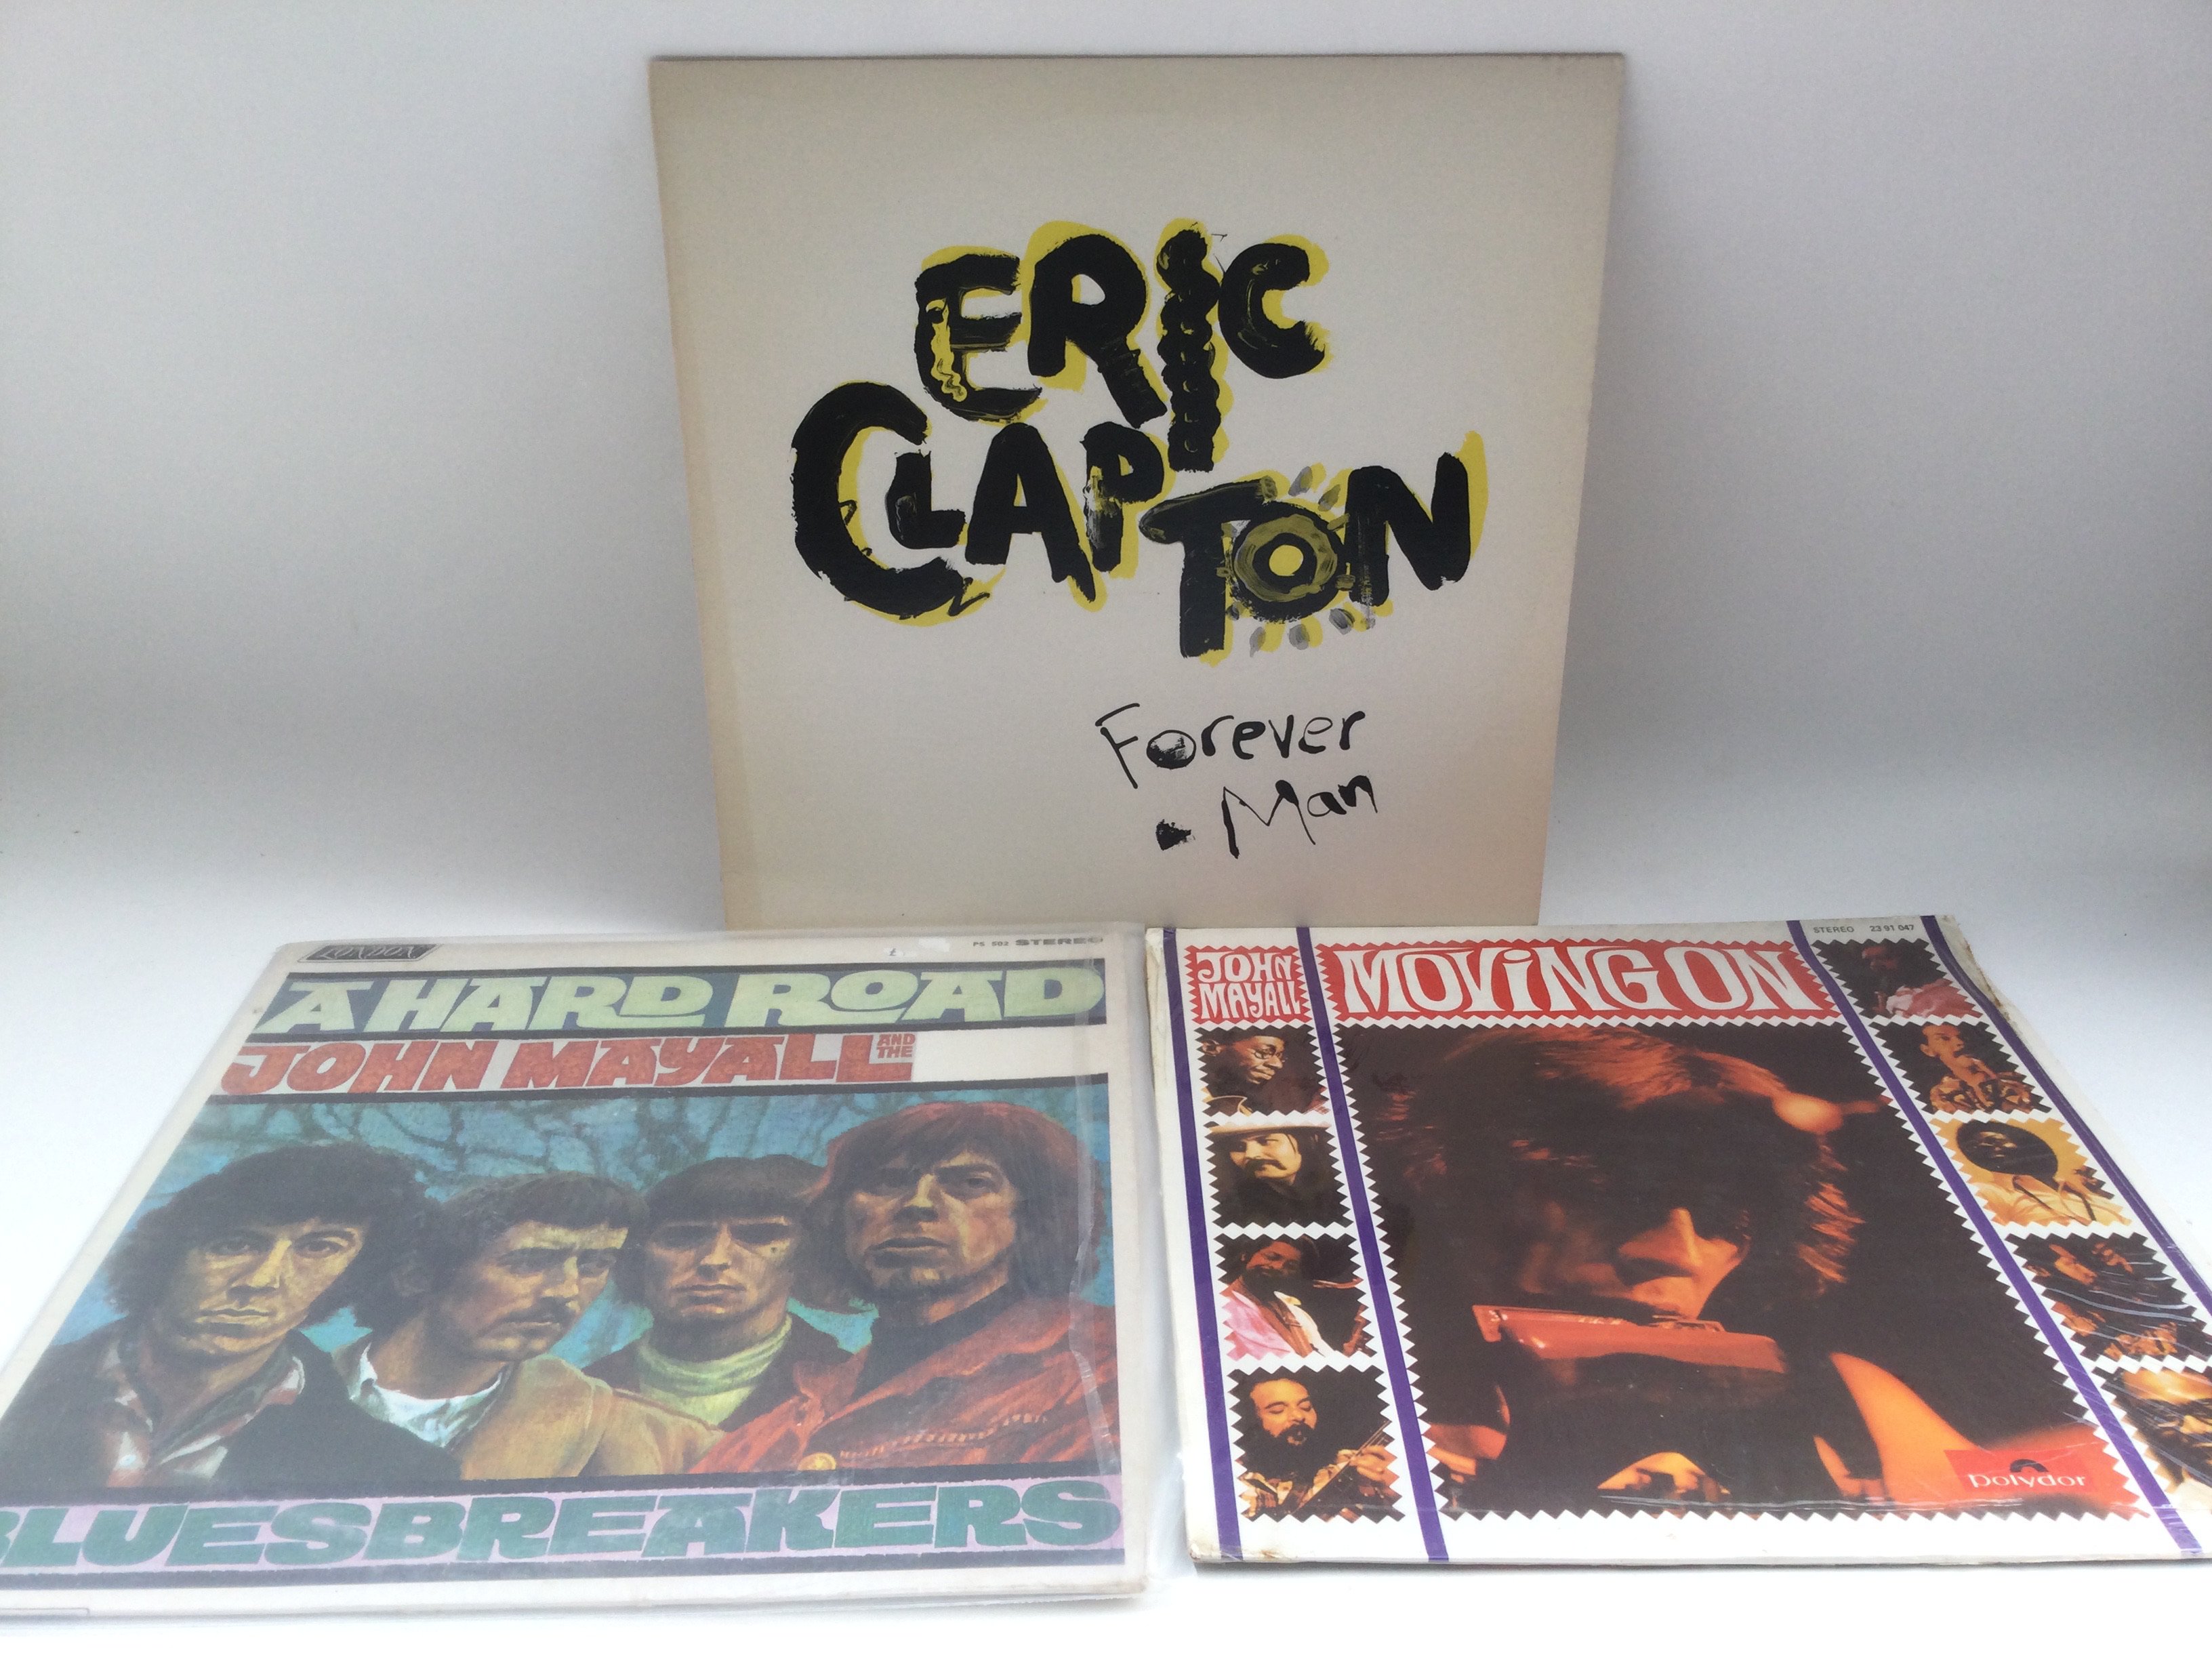 ERIC
CLAPTON
Forever
Man
LONDON
PS 502 STEREO
A HARD ROAD
JOHN MAYALL AND THE
BLUESBREAKERS
STEREO 23 91 047
JOHN
MAYALL
MOVING ON
Polydor